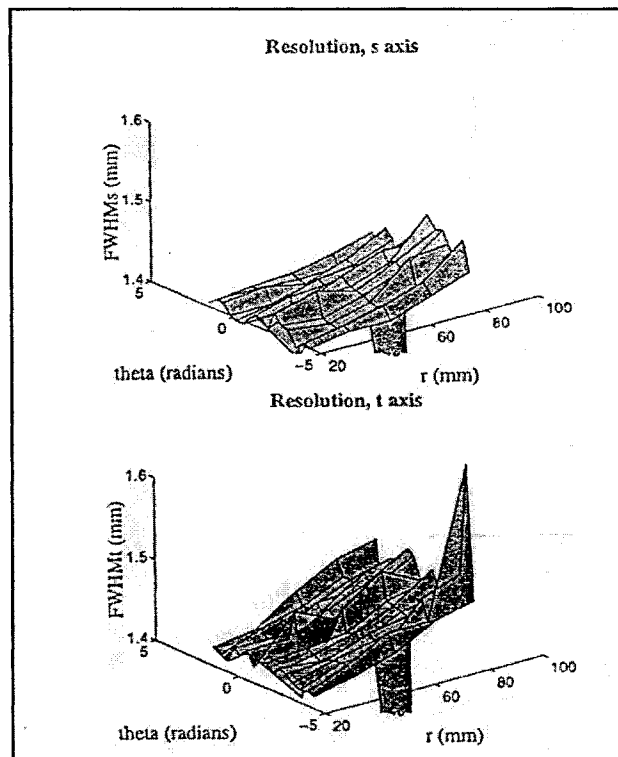 Resolution, s axis
1.6
1.5
1.4
FWHMs (mm)
5
0
-5
theta (radians)
20
60
80
100
r (mm)
Resolution, t axis
1.6
1.5
1.4
FWHMt (mm)
5
0
-5
theta (radians)
20
60
80
100
r (mm)